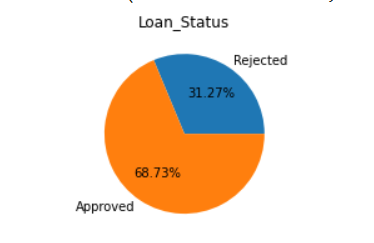 Loan_Status
Rejected
31.27%
68.73%
Approved